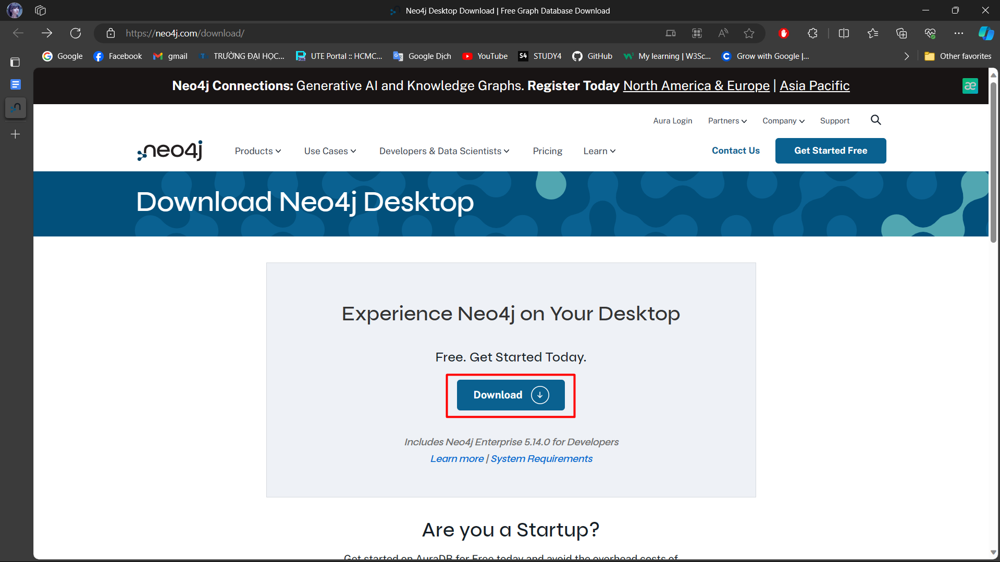 Neo4j Desktop Download | Free Graph Database Download
https://neo4j.com/download/
Google
Facebook
gmail
TRƯỜNG ĐẠI HỌC...
UTE Portal :: HCMC...
Google Dịch
YouTube
S4 STUDY4
GitHub
My learning | W3Sc...
Grow with Google |...
Other favorites
Neo4j Connections: Generative AI and Knowledge Graphs. Register Today North America & Europe | Asia Pacific
æ
Aura Login
Partners
Company
Support
neo4j
Products
Use Cases
Developers & Data Scientists
Pricing
Learn
Contact Us
Get Started Free
Download Neo4j Desktop
Experience Neo4j on Your Desktop
Free. Get Started Today.
Download
Includes Neo4j Enterprise 5.14.0 for Developers
Learn more | System Requirements
Are you a Startup?
Get started on AuraDB for Free today and avoid the overhead costs of